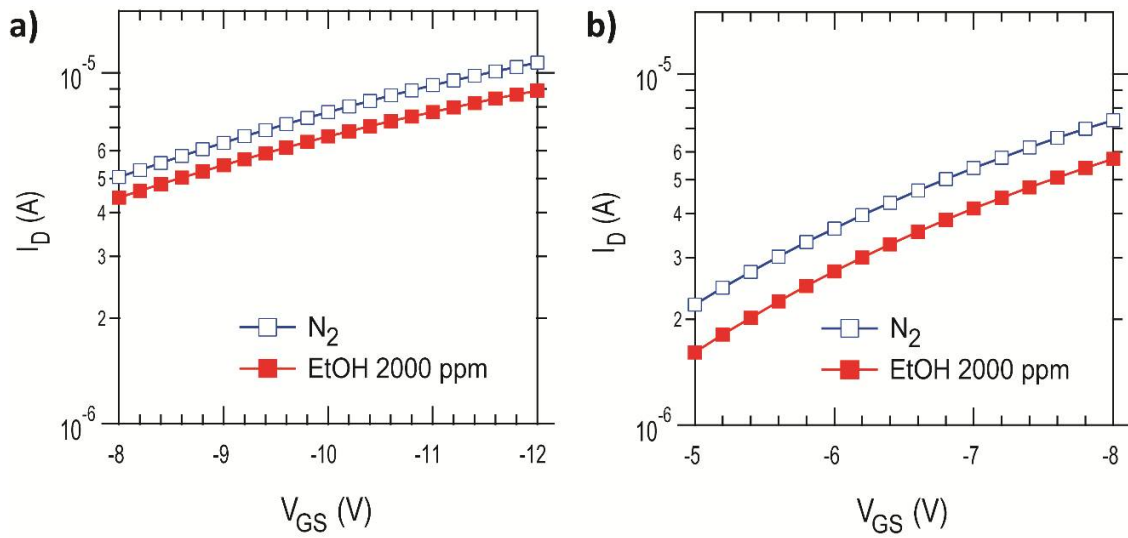 a)
10⁻⁵
6
5
4
2
10⁻⁶
I_D (A)
N₂
EtOH 2000 ppm
-8
-9
-10
-11
-12
V_GS (V)
b)
10⁻⁵
6
5
4
3
2
10⁻⁶
I_D (A)
N₂
EtOH 2000 ppm
-5
-6
-7
-8
V_GS (V)